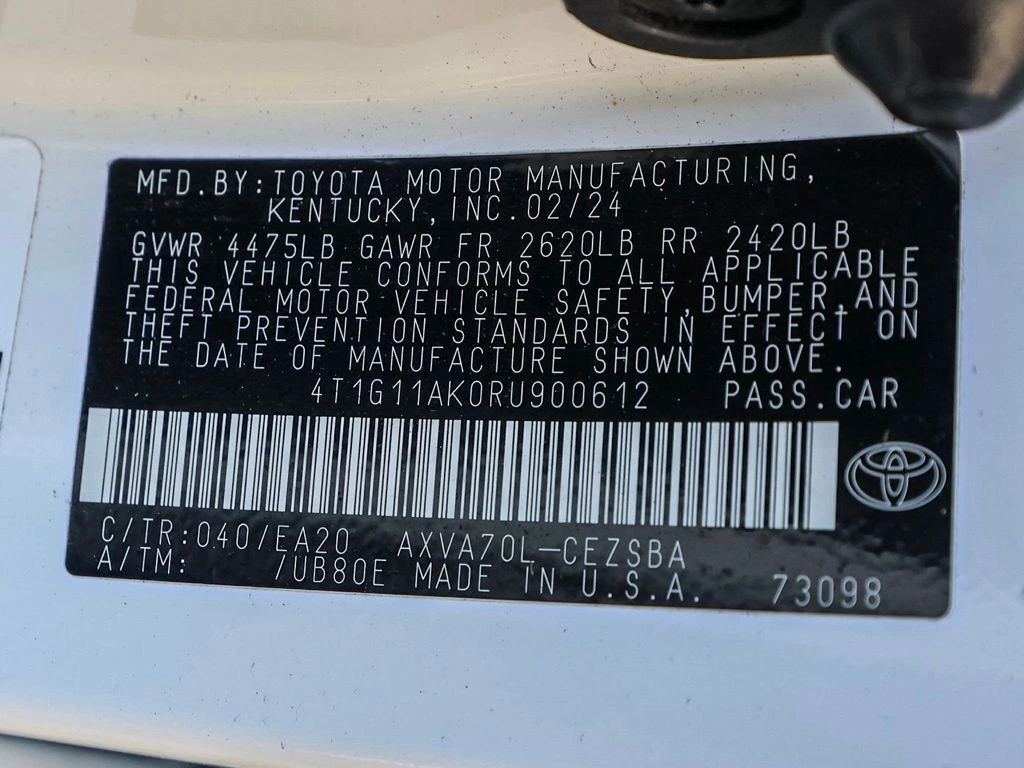 MFD.BY:TOYOTA MOTOR MANUFACTURING,
KENTUCKY,INC.02/24
GVWR 4475LB GAWR FR 2620LB RR 2420LB
THIS VEHICLE CONFORMS TO ALL APPLICABLE
FEDERAL MOTOR VEHICLE SAFETY,BUMPER,AND
THEFT PREVENTION STANDARDS IN EFFECT ON
THE DATE OF MANUFACTURE SHOWN ABOVE.
4T1G11AK0RU900612 PASS.CAR
C/TR:040/EA20 AXVA70L-CEZSBA
A/TM: /UB80E MADE IN U.S.A. 73098